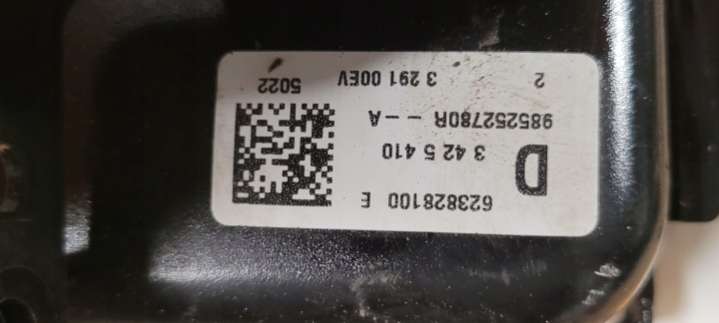 623828100 E
D 3 42 5 410
985252780R - - A
2 3 291 00EV 5022